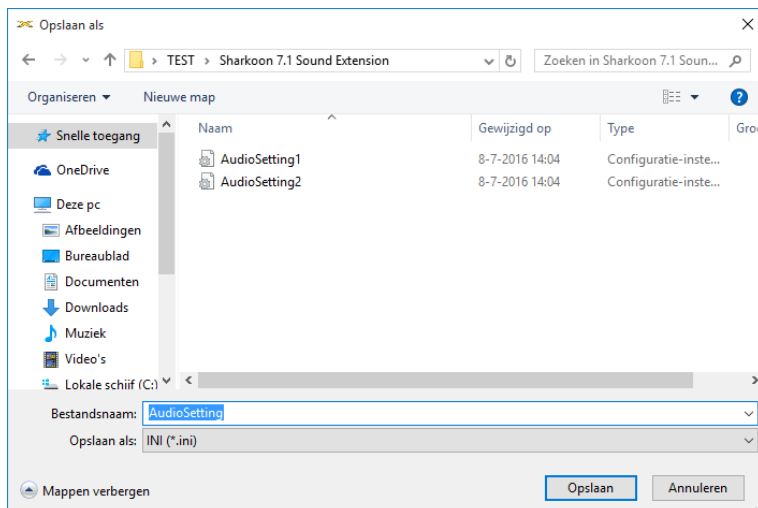 Opslaan als
TEST > Sharkoon 7.1 Sound Extension
Zoeken in Sharkoon 7.1 Soun...
Organiseren
Nieuwe map
Snelle toegang
OneDrive
Deze pc
Afbeeldingen
Bureaublad
Documenten
Downloads
Muziek
Video's
Lokale schijf (C:)
Naam Gewijzigd op Type Gro
AudioSetting1 8-7-2016 14:04 Configuratie-inste...
AudioSetting2 8-7-2016 14:04 Configuratie-inste...
Bestandsnaam: AudioSetting
Opslaan als: INI (*.ini)
Mappen verbergen
Opslaan
Annuleren